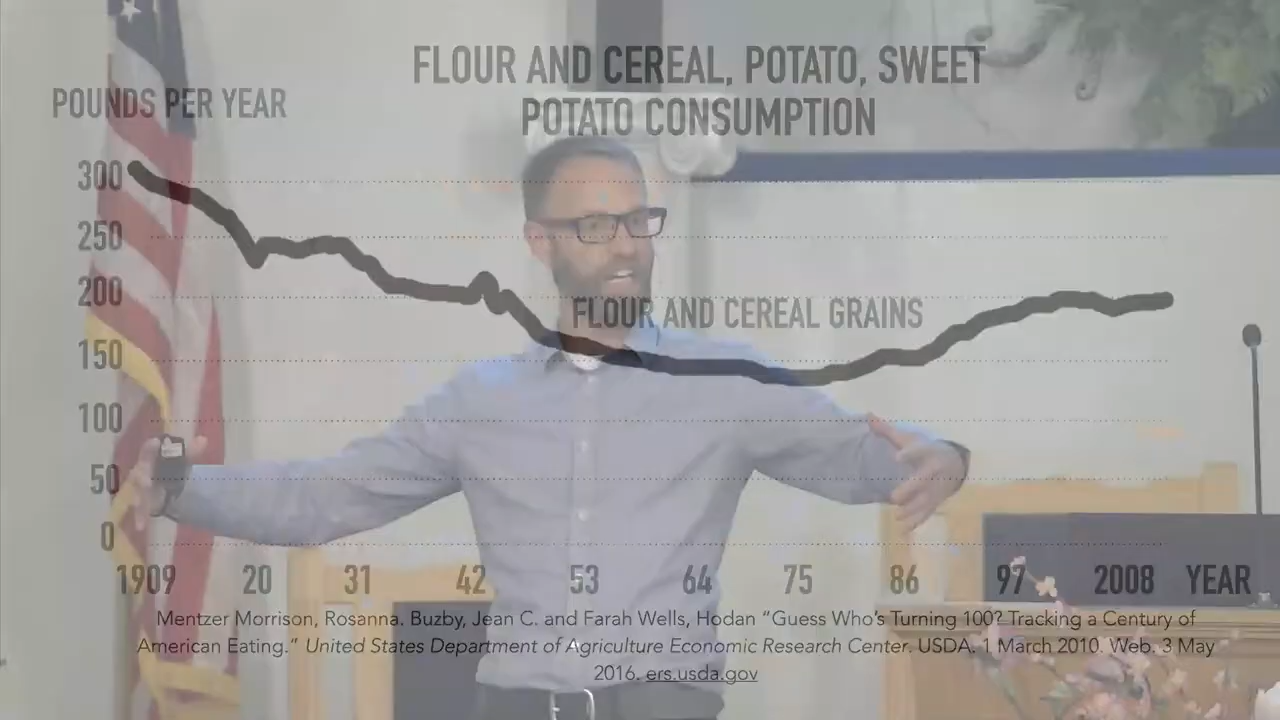 FLOUR AND CEREAL, POTATO, SWEET
POTATO CONSUMPTION
POUNDS PER YEAR
300
250
200
FLOUR AND CEREAL GRAINS
150
100
50
0
1909 20 31 42 53 64 75 86 97 2008 YEAR
Mentzer Morrison, Rosanna. Buzby, Jean C. and Farah Wells, Hodan “Guess Who’s Turning 100? Tracking a Century of
American Eating.” United States Department of Agriculture Economic Research Center. USDA. 1 March 2010. Web. 3 May
2016. ers.usda.gov